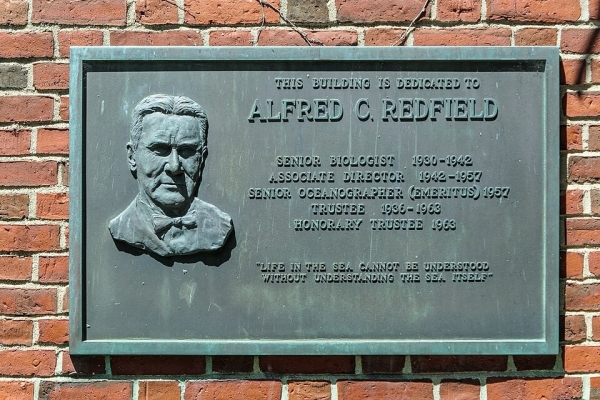 THIS BUILDING IS DEDICATED TO
ALFRED C. REDFIELD
SENIOR BIOLOGIST 1930-1942
ASSOCIATE DIRECTOR 1942-1957
SENIOR OCEANOGRAPHER (EMERITUS) 1957
TRUSTEE 1936-1963
HONORARY TRUSTEE 1963
"LIFE IN THE SEA CANNOT BE UNDERSTOOD
WITHOUT UNDERSTANDING THE SEA ITSELF"